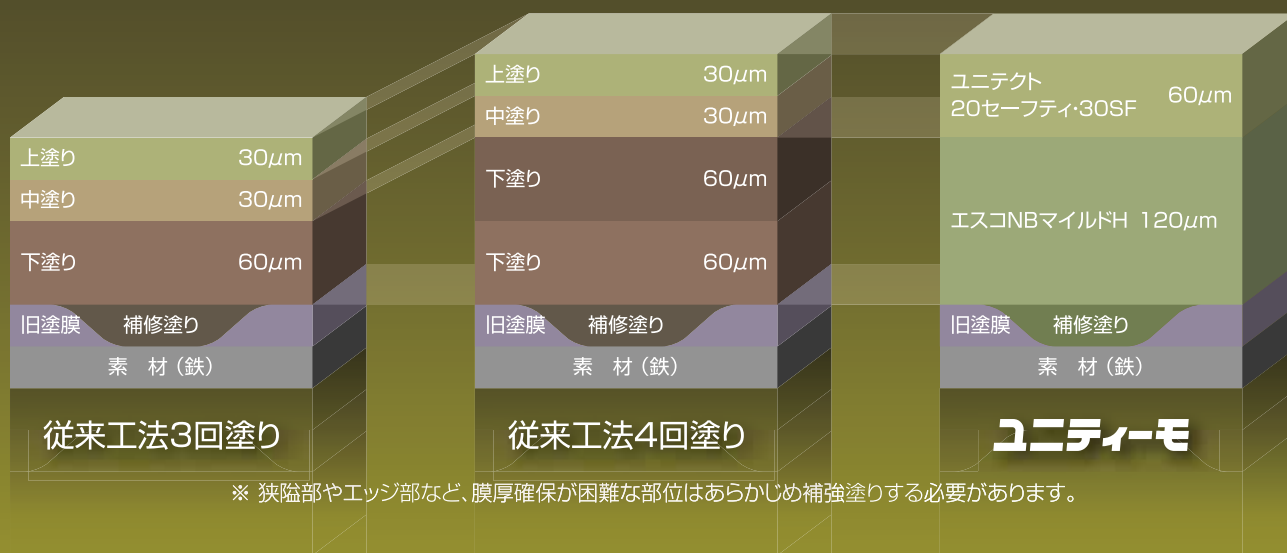 上塗り 30μm
中塗り 30μm
下塗り 60μm
旧塗膜 補修塗り
素 材（鉄）
従来工法3回塗り
上塗り 30μm
中塗り 30μm
下塗り 60μm
下塗り 60μm
旧塗膜 補修塗り
素 材（鉄）
従来工法4回塗り
ユニテクト
20セーフティ・30SF 60μm
エスコNBマイルドH 120μm
旧塗膜 補修塗り
素 材（鉄）
ユニティーモ
※ 狭隘部やエッジ部など、膜厚確保が困難な部位はあらかじめ補強塗りする必要があります。